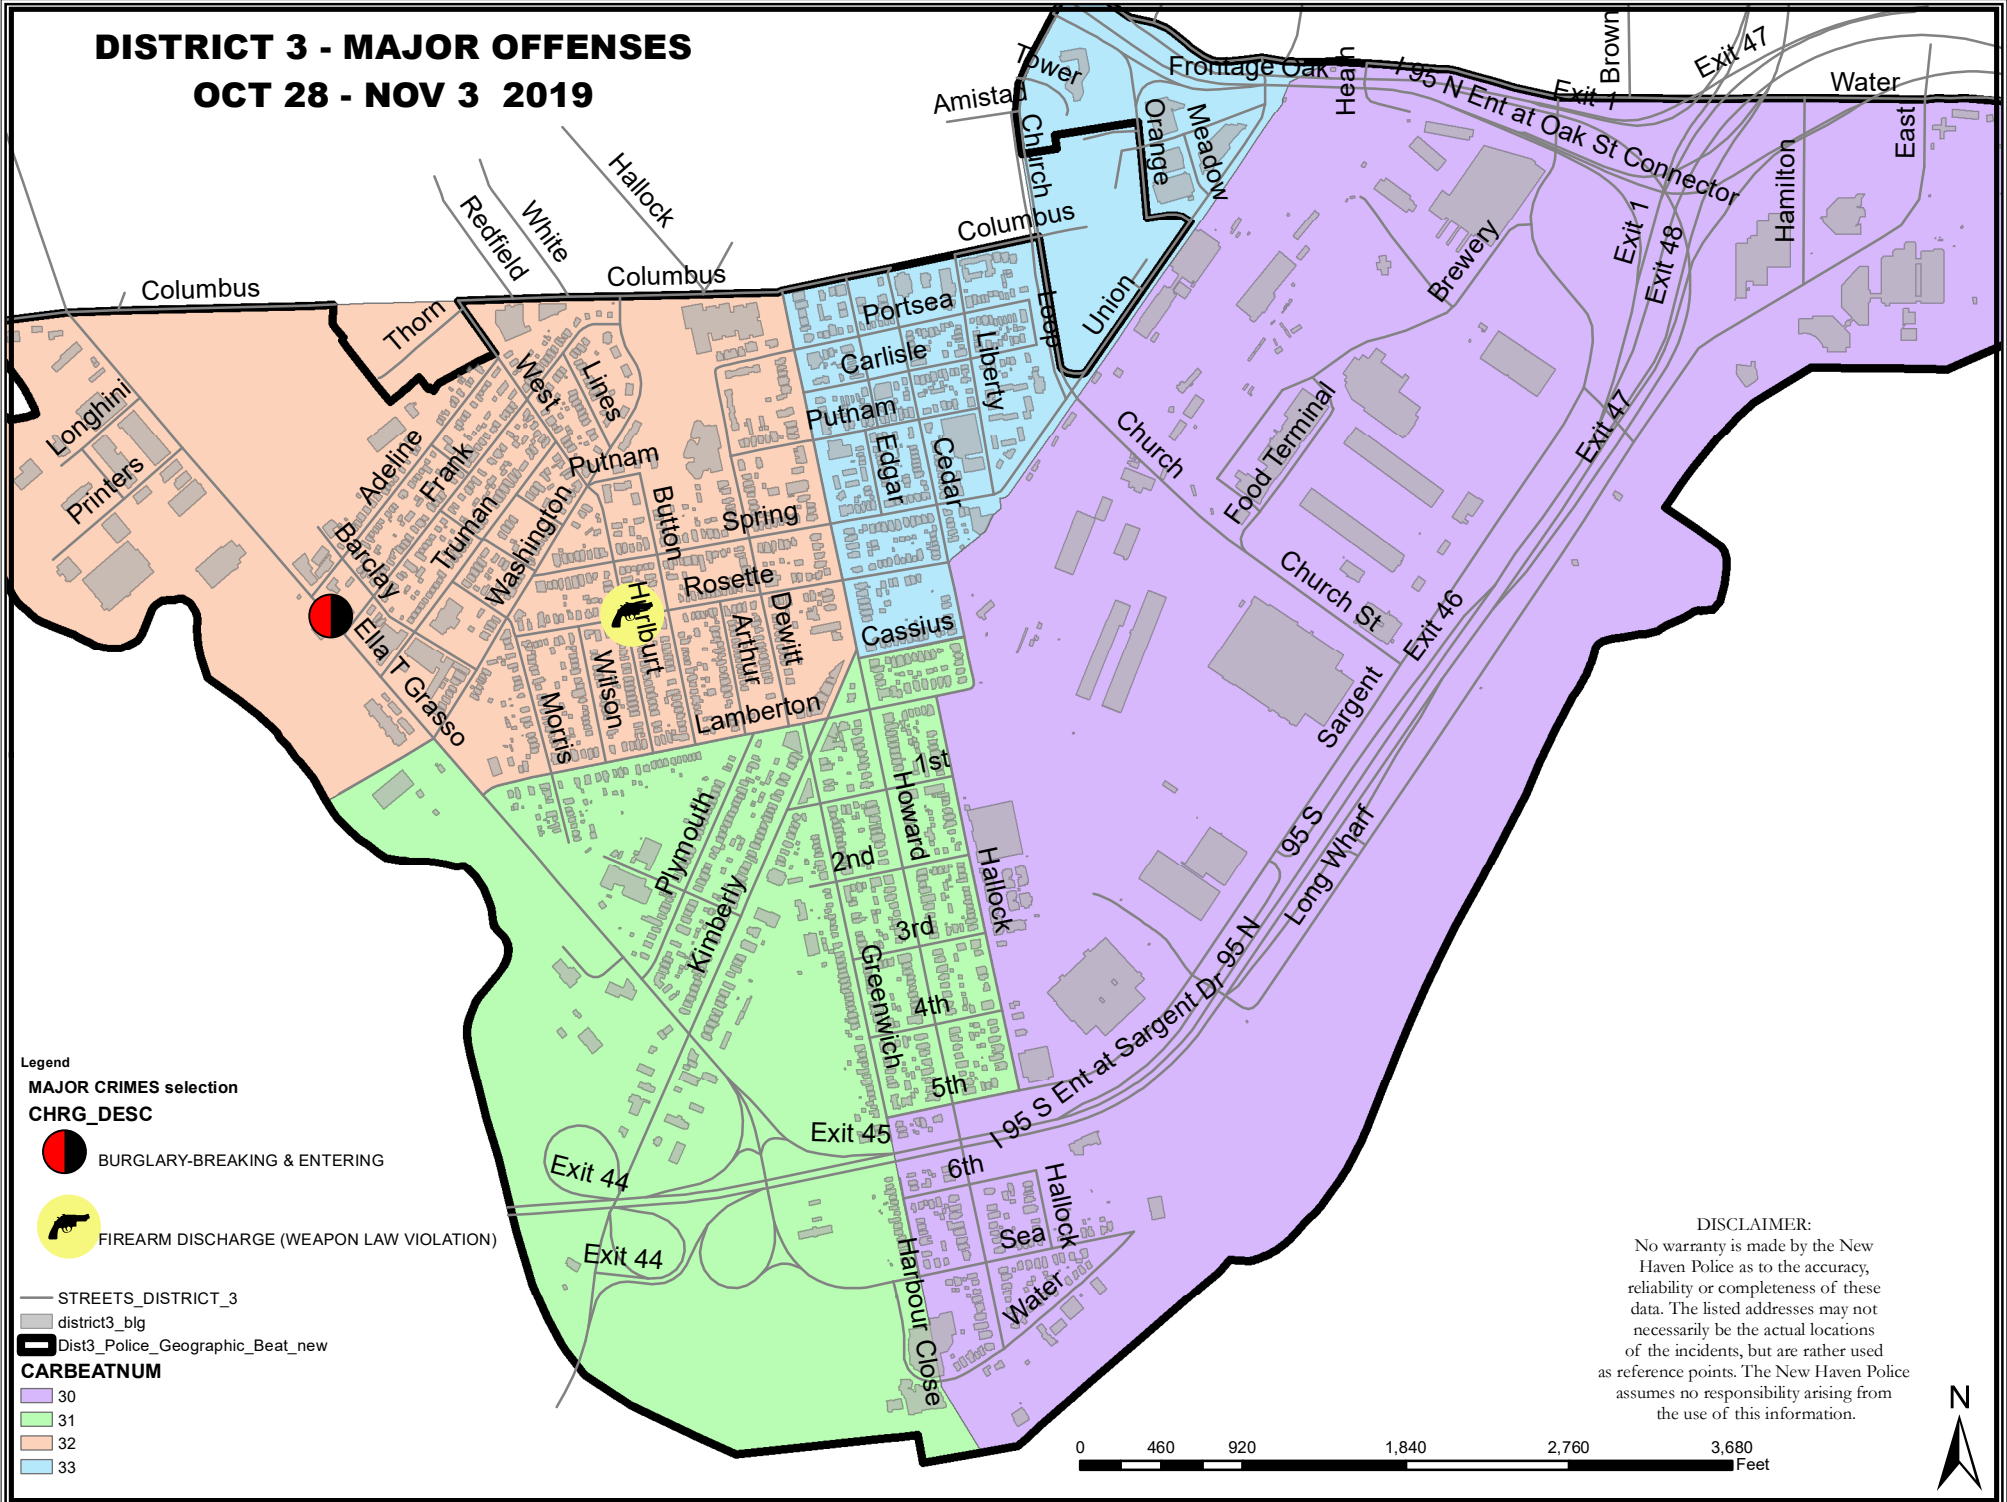 DISTRICT 3 - MAJOR OFFENSES
OCT 28 - NOV 3 2019
Tower
Amistad
Frontage Oak
Heath
I 95 N Ent at Oak St Connector
Exit 1
Brown
Exit 47
Water
East
Hamilton
Orange
Meadow
Church
Hallock
White
Redfield
Columbus
Columbus
Columbus
Exit 1
Exit 48
Brewery
Union
Loop
Thorn
Portsea
Carlisle
Liberty
Putnam
Edgar
Cedar
West
Lines
Longhini
Printers
Adeline
Frank
Truman
Washington
Putnam
Button
Spring
Barclay
Rosette
Hurlburt
Arthur
Dewitt
Cassius
Ella T Grasso
Wilson
Morris
Lamberton
Church
Food Terminal
Exit 47
Church St
Exit 46
Sargent
1st
Howard
2nd
Plymouth
Kimberly
Hallock
3rd
Greenwich
4th
5th
95 S
Long Wharf
95 N
I 95 S Ent at Sargent Dr
Exit 45
Exit 44
Exit 44
6th
Hallock
Sea
Water
Harbour Close
Legend
MAJOR CRIMES selection
CHRG_DESC
BURGLARY-BREAKING & ENTERING
FIREARM DISCHARGE (WEAPON LAW VIOLATION)
STREETS_DISTRICT_3
district3_blg
Dist3_Police_Geographic_Beat_new
CARBEATNUM
30
31
32
33
DISCLAIMER:
No warranty is made by the New
Haven Police as to the accuracy,
reliability or completeness of these
data. The listed addresses may not
necessarily be the actual locations
of the incidents, but are rather used
as reference points. The New Haven Police
assumes no responsibility arising from
the use of this information.
N
0 460 920 1,840 2,760 3,680
Feet